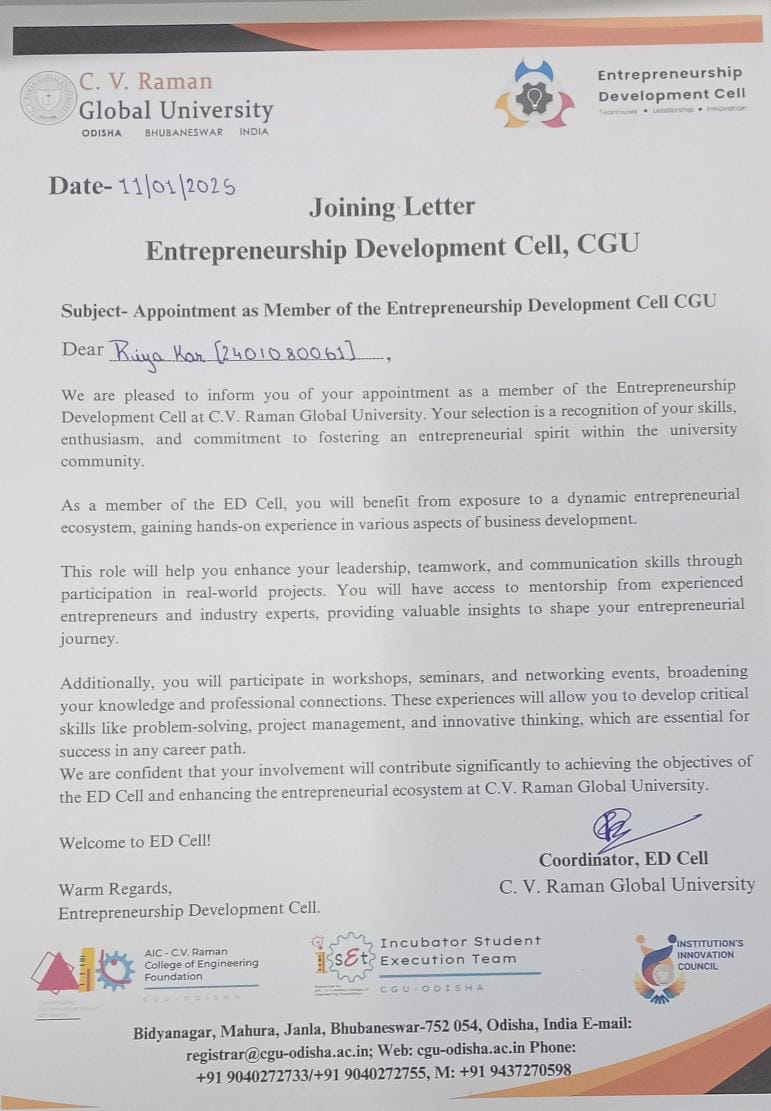 C. V. Raman
Global University
ODISHA BHUBANESWAR INDIA
Entrepreneurship
Development Cell
Teamwork • Leadership • Innovation
Date- 11/01/2025
Joining Letter
Entrepreneurship Development Cell, CGU
Subject- Appointment as Member of the Entrepreneurship Development Cell CGU
Dear Riya Kar [2401080061],
We are pleased to inform you of your appointment as a member of the Entrepreneurship
Development Cell at C.V. Raman Global University. Your selection is a recognition of your skills,
enthusiasm, and commitment to fostering an entrepreneurial spirit within the university
community.
As a member of the ED Cell, you will benefit from exposure to a dynamic entrepreneurial
ecosystem, gaining hands-on experience in various aspects of business development.
This role will help you enhance your leadership, teamwork, and communication skills through
participation in real-world projects. You will have access to mentorship from experienced
entrepreneurs and industry experts, providing valuable insights to shape your entrepreneurial
journey.
Additionally, you will participate in workshops, seminars, and networking events, broadening
your knowledge and professional connections. These experiences will allow you to develop critical
skills like problem-solving, project management, and innovative thinking, which are essential for
success in any career path.
We are confident that your involvement will contribute significantly to achieving the objectives of
the ED Cell and enhancing the entrepreneurial ecosystem at C.V. Raman Global University.
Welcome to ED Cell!
Coordinator, ED Cell
C. V. Raman Global University
Warm Regards,
Entrepreneurship Development Cell.
AIC - C.V. Raman
College of Engineering
Foundation
CGU-ODISHA
iSEt
Incubator Student
Execution Team
CGU-ODISHA
INSTITUTION'S
INNOVATION
COUNCIL
Bidyanagar, Mahura, Janla, Bhubaneswar-752 054, Odisha, India E-mail:
registrar@cgu-odisha.ac.in; Web: cgu-odisha.ac.in Phone:
+91 9040272733/+91 9040272755, M: +91 9437270598